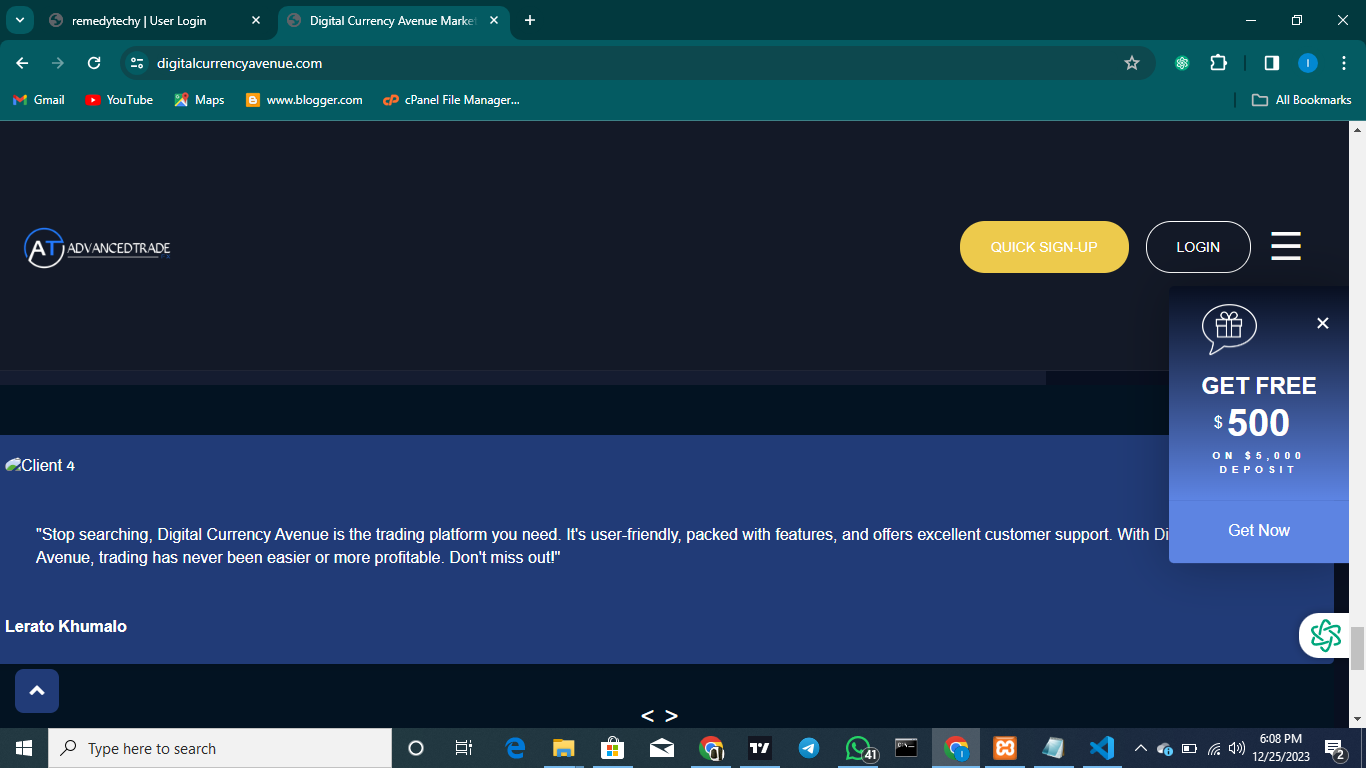 remedytechy | User Login
Digital Currency Avenue Market
digitalcurrencyavenue.com
Gmail
YouTube
Maps
www.blogger.com
cPanel File Manager...
All Bookmarks
AT ADVANCEDTRADE
QUICK SIGN-UP
LOGIN
GET FREE
$ 500
ON $5,000
DEPOSIT
Get Now
Client 4
"Stop searching, Digital Currency Avenue is the trading platform you need. It's user-friendly, packed with features, and offers excellent customer support. With Di
Avenue, trading has never been easier or more profitable. Don't miss out!"
Lerato Khumalo
< >
Type here to search
41
6:08 PM
12/25/2023
2